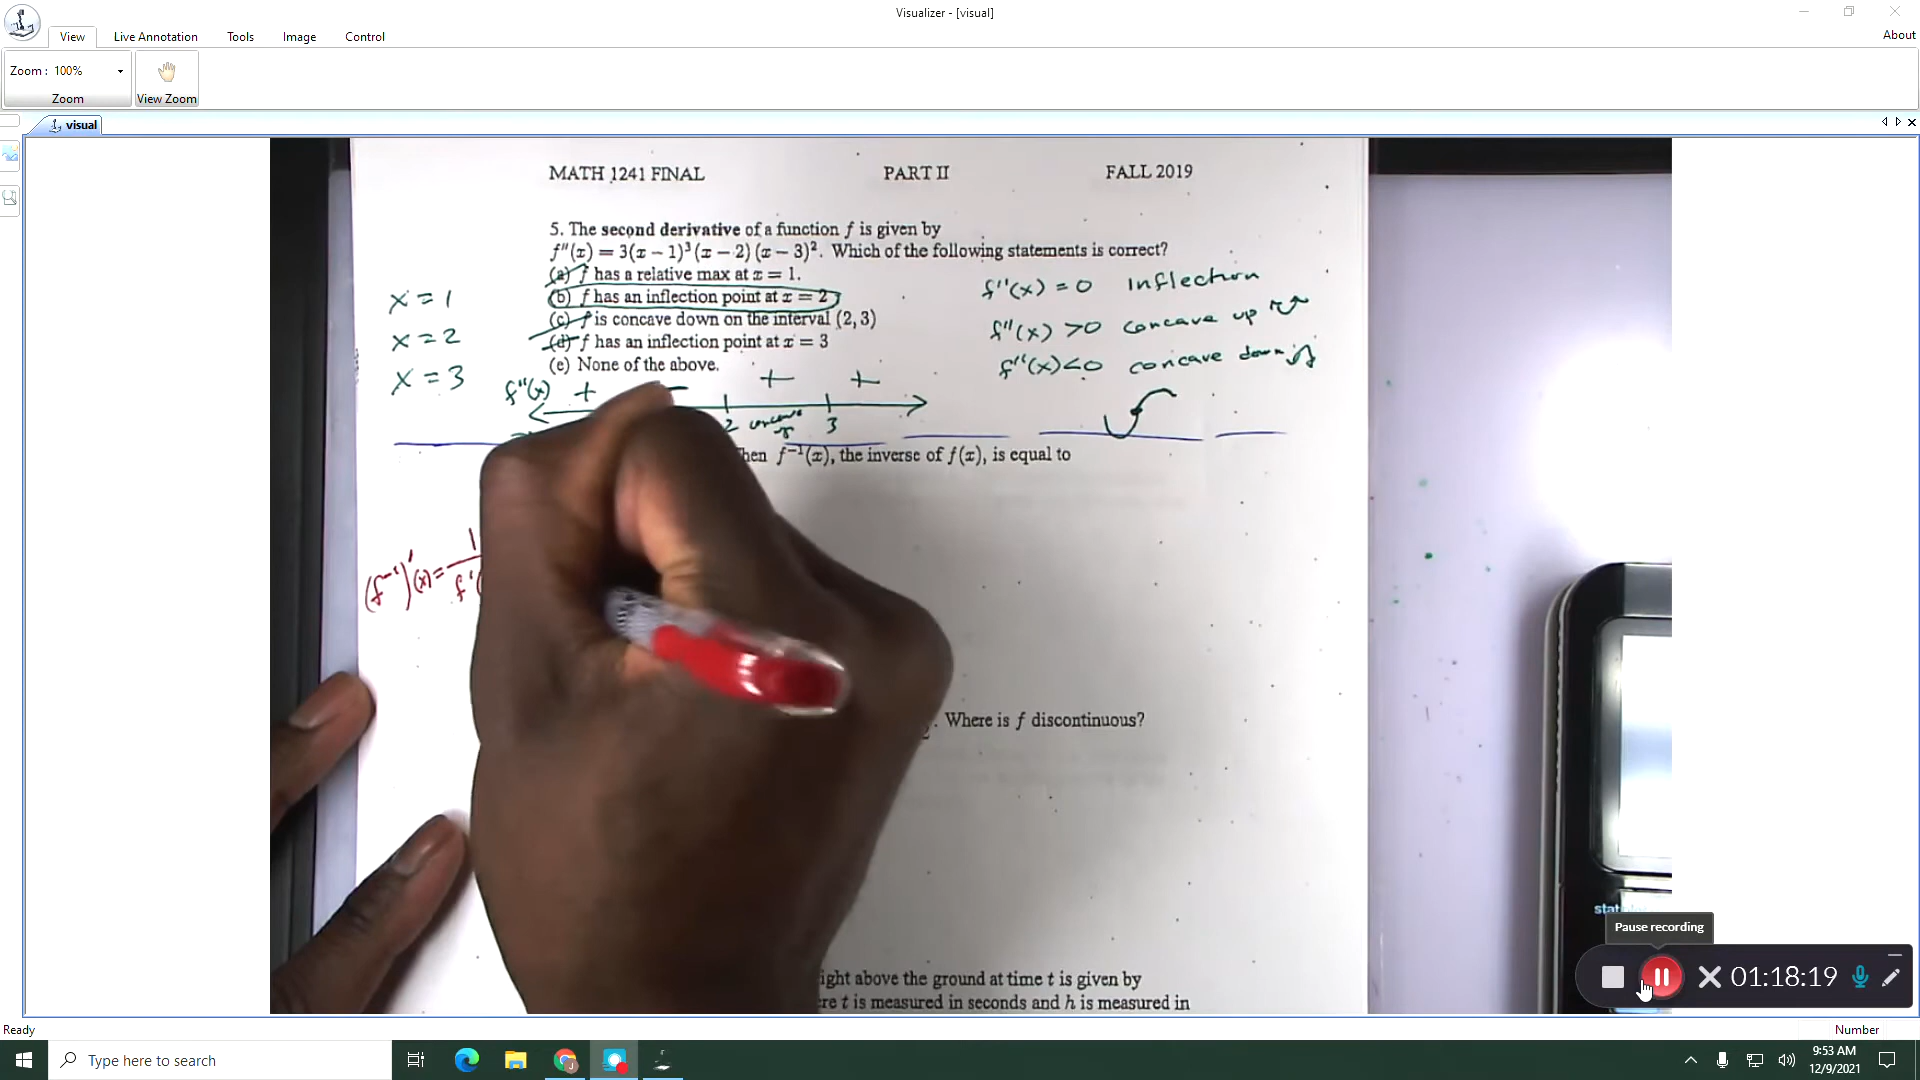 Visualizer - [visual]
View Live Annotation Tools Image Control About
Zoom : 100%
Zoom View Zoom
visual
MATH 1241 FINAL PART II FALL 2019
5. The second derivative of a function f is given by
f''(x) = 3(x − 1)³ (x − 2) (x − 3)². Which of the following statements is correct?
(a) f has a relative max at x = 1.
(b) f has an inflection point at x = 2
(c) f is concave down on the interval (2, 3)
(d) f has an inflection point at x = 3
(e) None of the above.
x = 1
x = 2
x = 3
f''(x) = 0 Inflection
f''(x) > 0 concave up
f''(x) < 0 concave down
f''(x) + − + +
2 concave 3
f⁻¹(x), the inverse of f(x), is equal to
(f⁻¹)'(x) = 1
f'(
. Where is f discontinuous?
ight above the ground at time t is given by
re t is measured in seconds and h is measured in
Pause recording
01:18:19
Ready Number
Type here to search
9:53 AM
12/9/2021